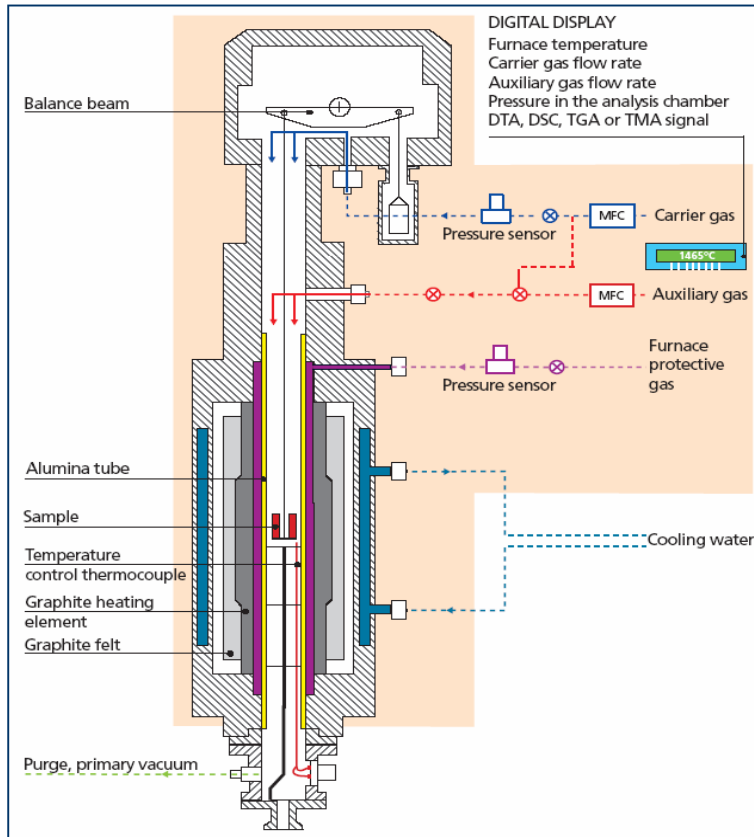 DIGITAL DISPLAY
Furnace temperature
Carrier gas flow rate
Auxiliary gas flow rate
Pressure in the analysis chamber
DTA, DSC, TGA or TMA signal
Balance beam
MFC
Carrier gas
Pressure sensor
1465°C
MFC
Auxiliary gas
Furnace
protective
gas
Pressure sensor
Alumina tube
Sample
Temperature
control thermocouple
Graphite heating
element
Graphite felt
Cooling water
Purge, primary vacuum